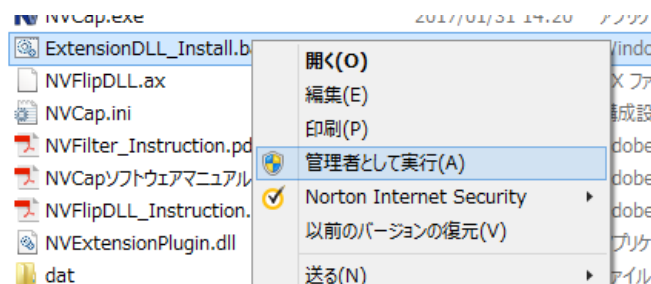 NVCap.exe 2017/01/31 14:20
ExtensionDLL_Install.b
NVFlipDLL.ax
NVCap.ini
NVFilter_Instruction.pd
NVCapソフトウェアマニュアル
NVFlipDLL_Instruction.
NVExtensionPlugin.dll
dat
開く(O)
編集(E)
印刷(P)
管理者として実行(A)
Norton Internet Security
以前のバージョンの復元(V)
送る(N)